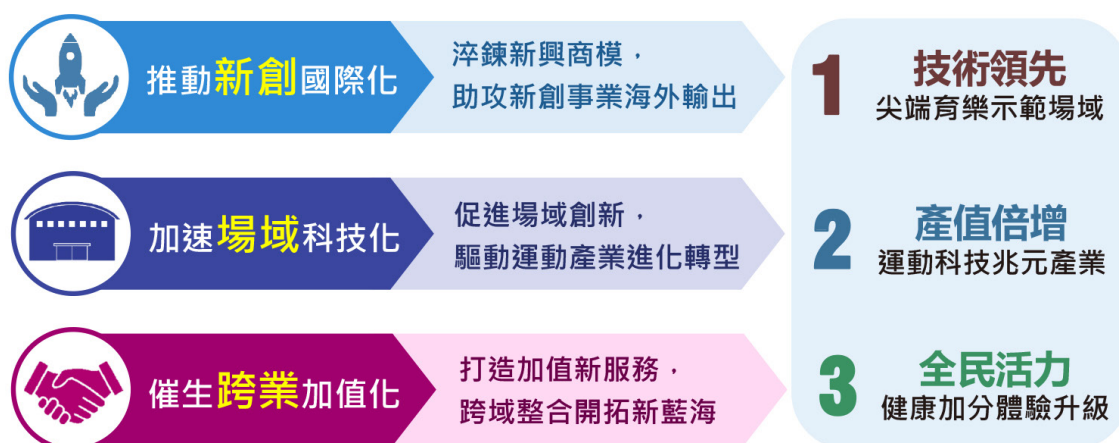 推動新創國際化
淬鍊新興商模，
助攻新創事業海外輸出
加速場域科技化
促進場域創新，
驅動運動產業進化轉型
催生跨業加值化
打造加值新服務，
跨域整合開拓新藍海
1
技術領先
尖端育樂示範場域
2
產值倍增
運動科技兆元產業
3
全民活力
健康加分體驗升級